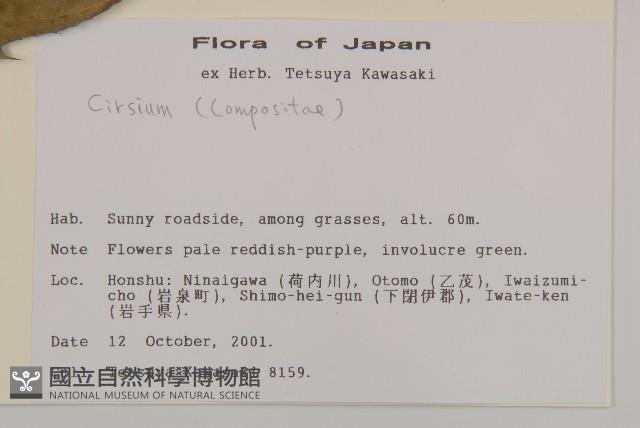 Flora of Japan
ex Herb. Tetsuya Kawasaki
Cirsium (Compositae)
Hab. Sunny roadside, among grasses, alt. 60m.
Note Flowers pale reddish-purple, involucre green.
Loc. Honshu: Ninaigawa (荷内川), Otomo (乙茂), Iwaizumi-
cho (岩泉町), Shimo-hei-gun (下閉伊郡), Iwate-ken
(岩手県).
Date 12 October, 2001.
Tetsuya Kawasaki 8159.
國立自然科學博物館
NATIONAL MUSEUM OF NATURAL SCIENCE